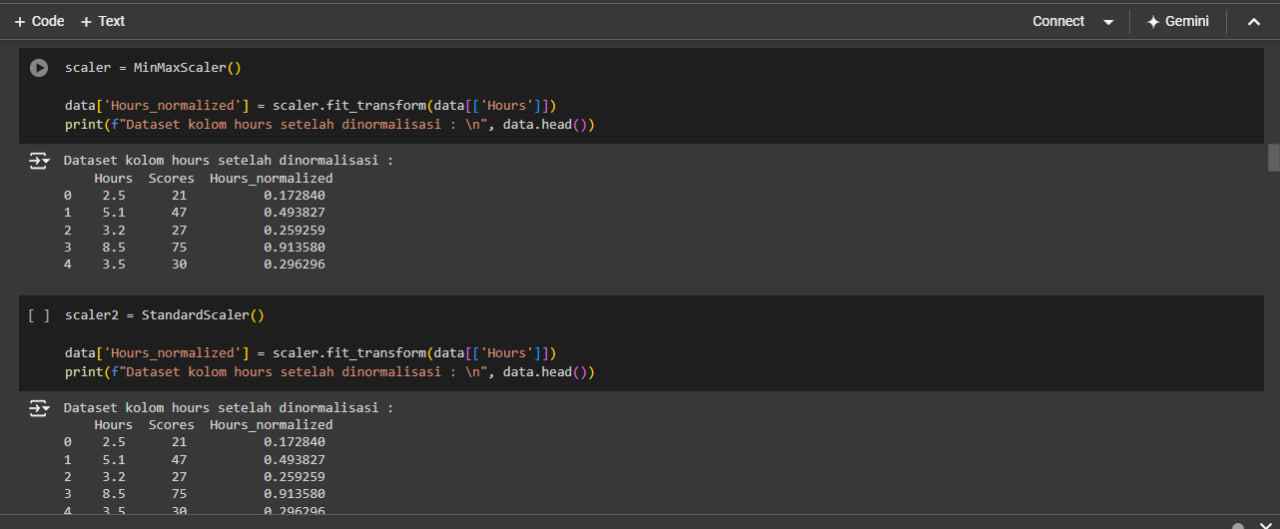 + Code + Text Connect Gemini
scaler = MinMaxScaler()
data['Hours_normalized'] = scaler.fit_transform(data[['Hours']])
print(f"Dataset kolom hours setelah dinormalisasi : \n", data.head())
Dataset kolom hours setelah dinormalisasi :
Hours Scores Hours_normalized
0 2.5 21 0.172840
1 5.1 47 0.493827
2 3.2 27 0.259259
3 8.5 75 0.913580
4 3.5 30 0.296296
[ ] scaler2 = StandardScaler()
data['Hours_normalized'] = scaler.fit_transform(data[['Hours']])
print(f"Dataset kolom hours setelah dinormalisasi : \n", data.head())
Dataset kolom hours setelah dinormalisasi :
Hours Scores Hours_normalized
0 2.5 21 0.172840
1 5.1 47 0.493827
2 3.2 27 0.259259
3 8.5 75 0.913580
4 3.5 30 0.296296